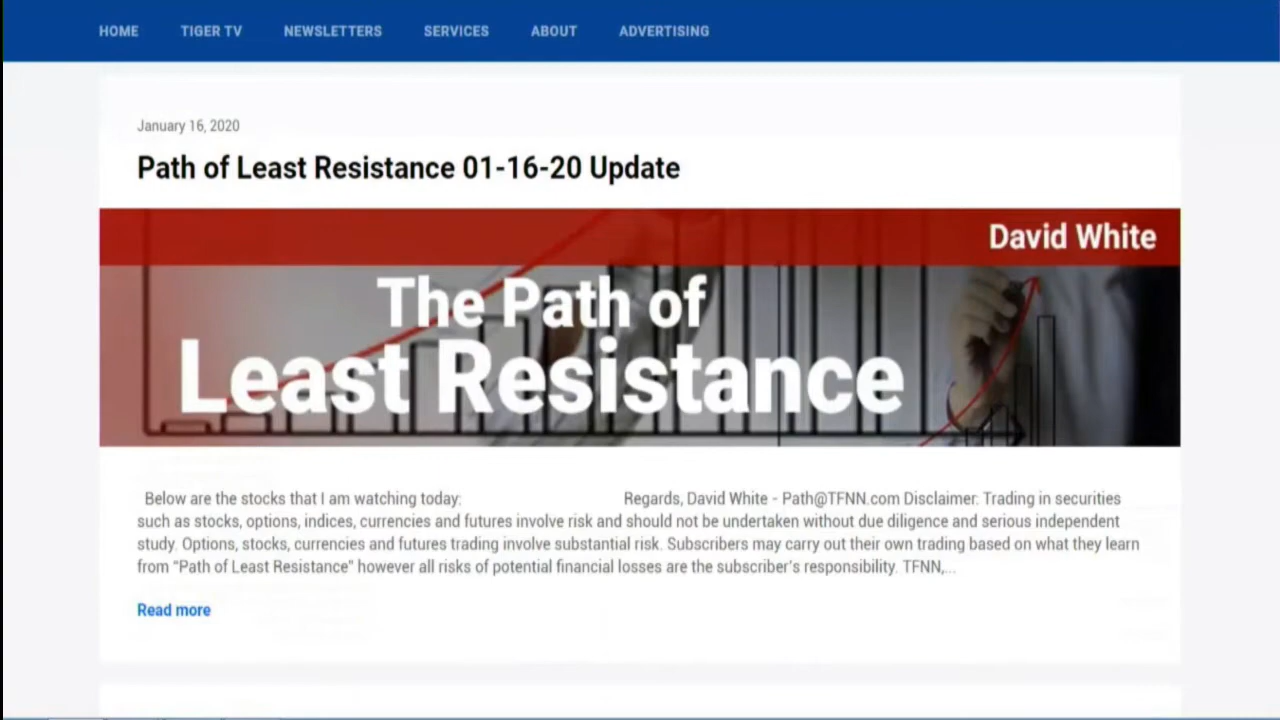 HOME TIGER TV NEWSLETTERS SERVICES ABOUT ADVERTISING
January 16, 2020
Path of Least Resistance 01-16-20 Update
David White
The Path of
Least Resistance
Below are the stocks that I am watching today: Regards, David White - Path@TFNN.com Disclaimer: Trading in securities
such as stocks, options, indices, currencies and futures involve risk and should not be undertaken without due diligence and serious independent
study. Options, stocks, currencies and futures trading involve substantial risk. Subscribers may carry out their own trading based on what they learn
from “Path of Least Resistance” however all risks of potential financial losses are the subscriber's responsibility. TFNN,...
Read more